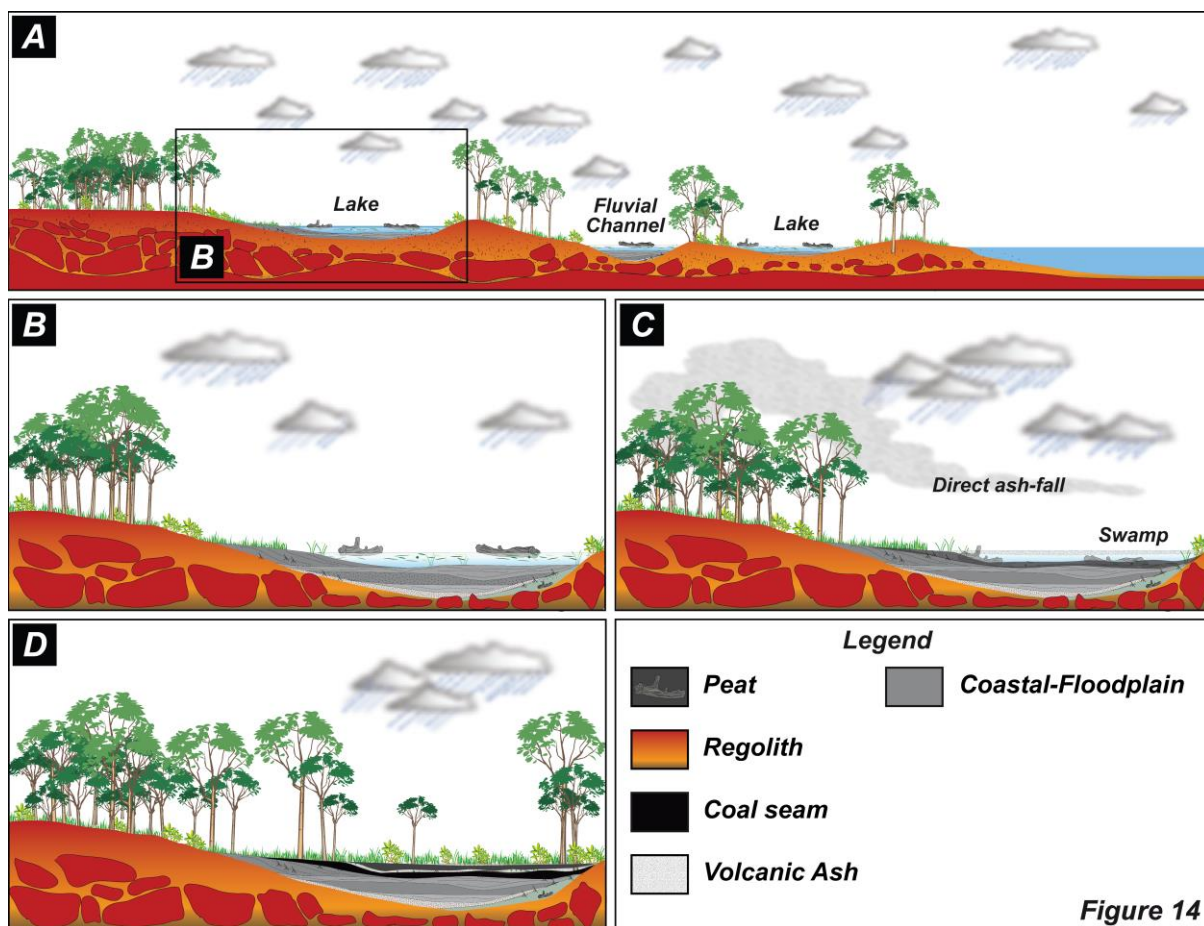 A
Lake
Fluvial
Channel
Lake
B
B
C
Direct ash-fall
Swamp
D
Legend
Peat
Coastal-Floodplain
Regolith
Coal seam
Volcanic Ash
Figure 14